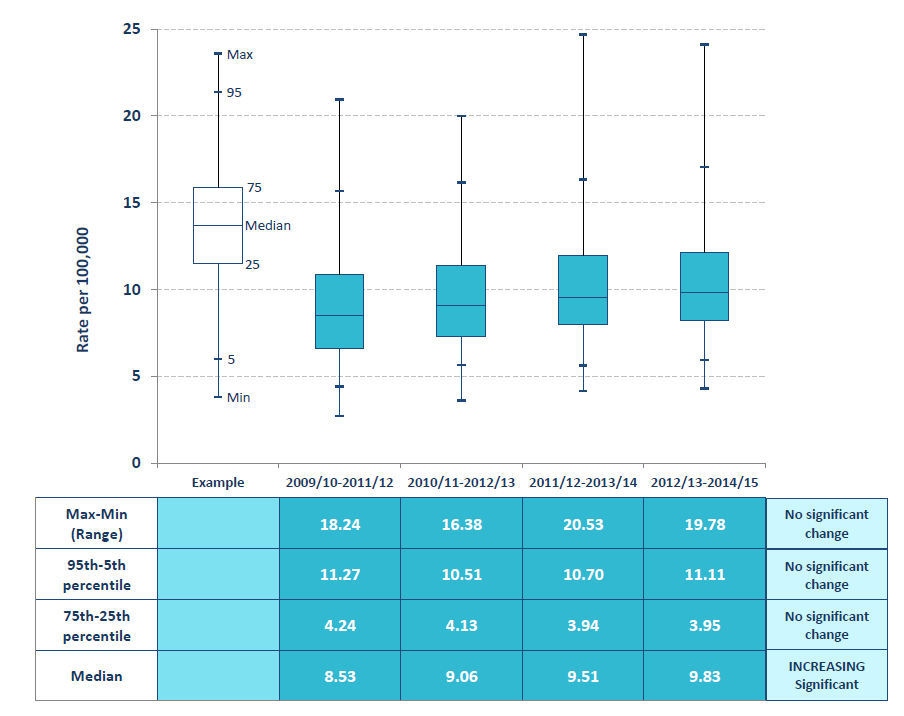 25
20
15
10
5
0
Rate per 100,000
Max
95
75
Median
25
5
Min
Example 2009/10-2011/12 2010/11-2012/13 2011/12-2013/14 2012/13-2014/15
Max-Min
(Range)
18.24 16.38 20.53 19.78
No significant
change
95th-5th
percentile
11.27 10.51 10.70 11.11
No significant
change
75th-25th
percentile
4.24 4.13 3.94 3.95
No significant
change
Median
8.53 9.06 9.51 9.83
INCREASING
Significant